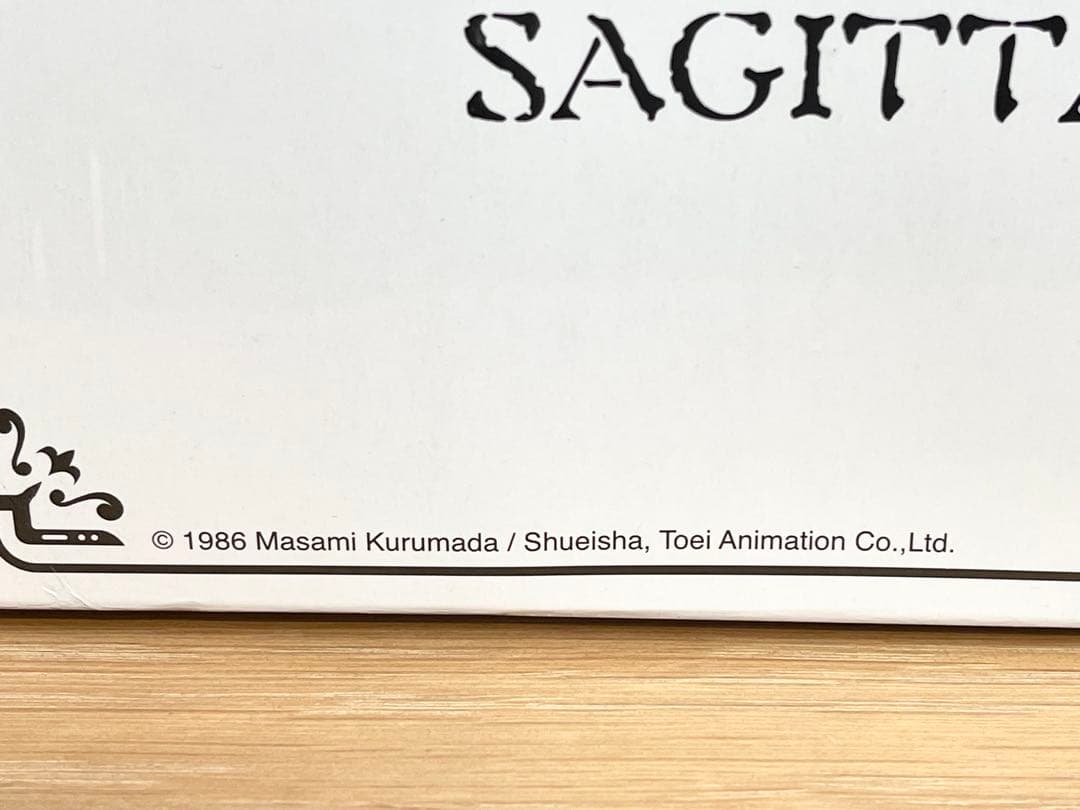 SAGITT
© 1986 Masami Kurumada / Shueisha, Toei Animation Co.,Ltd.